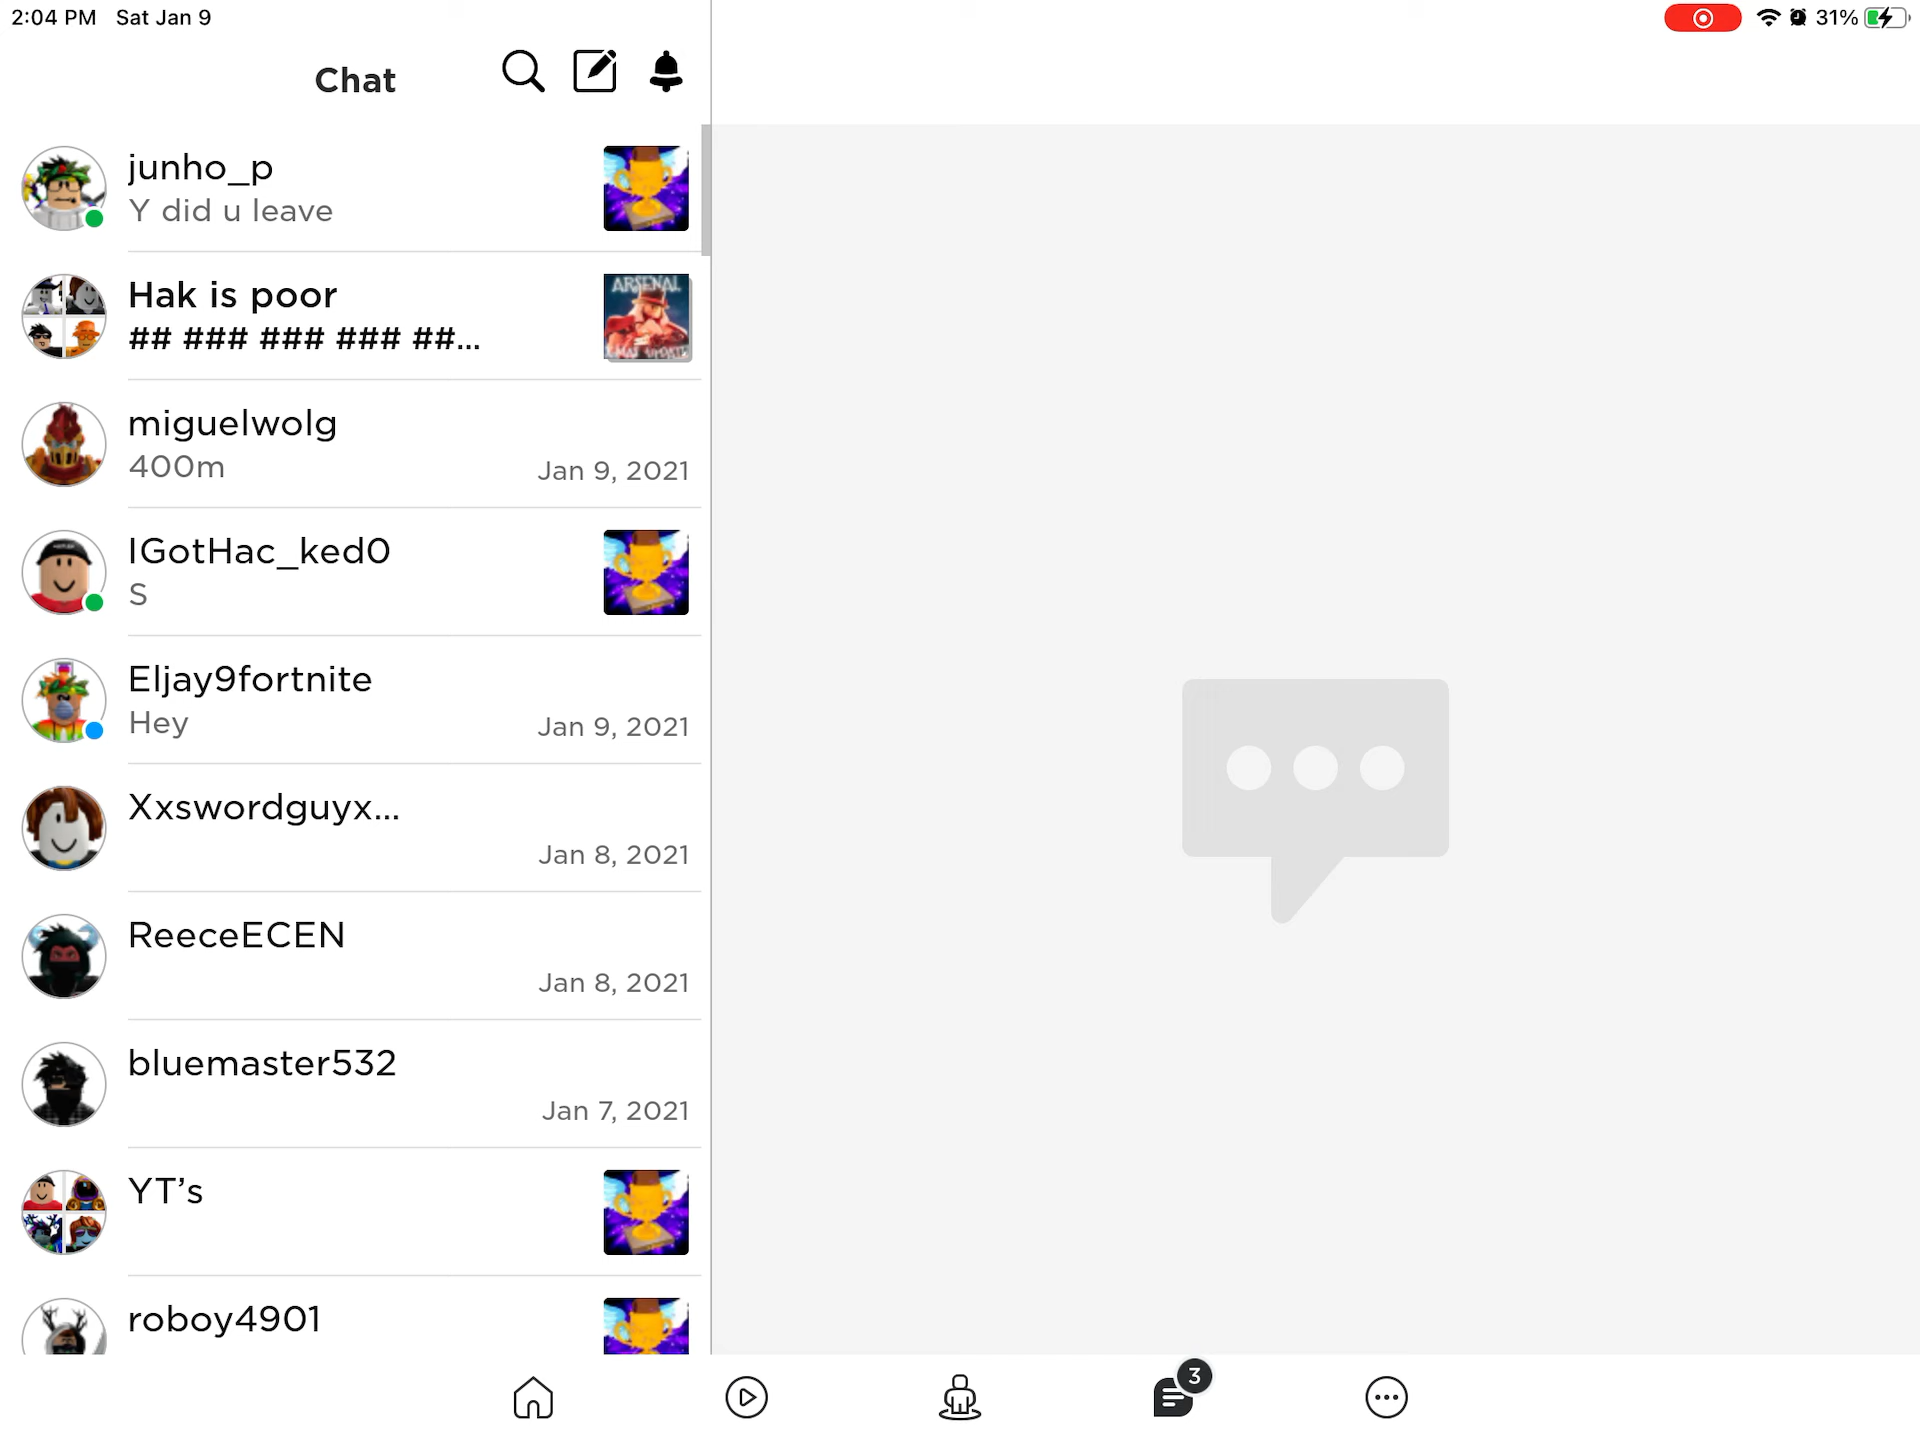 2:04 PM Sat Jan 9
31%
Chat
junho_p
Y did u leave
Hak is poor
## ### ### ### ##...
ARSENAL
miguelwolg
400m
Jan 9, 2021
IGotHac_ked0
S
Eljay9fortnite
Hey
Jan 9, 2021
Xxswordguyx...
Jan 8, 2021
ReeceECEN
Jan 8, 2021
bluemaster532
Jan 7, 2021
YT’s
roboy4901
3